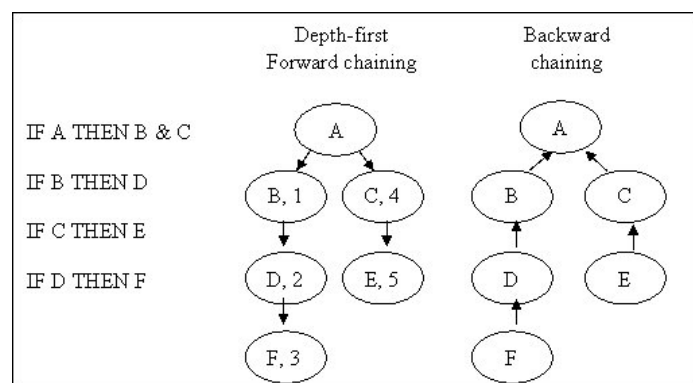 Depth-first
Forward chaining
Backward
chaining
IF A THEN B & C
IF B THEN D
IF C THEN E
IF D THEN F
A
B, 1
C, 4
D, 2
E, 5
F, 3
A
B
C
D
E
F